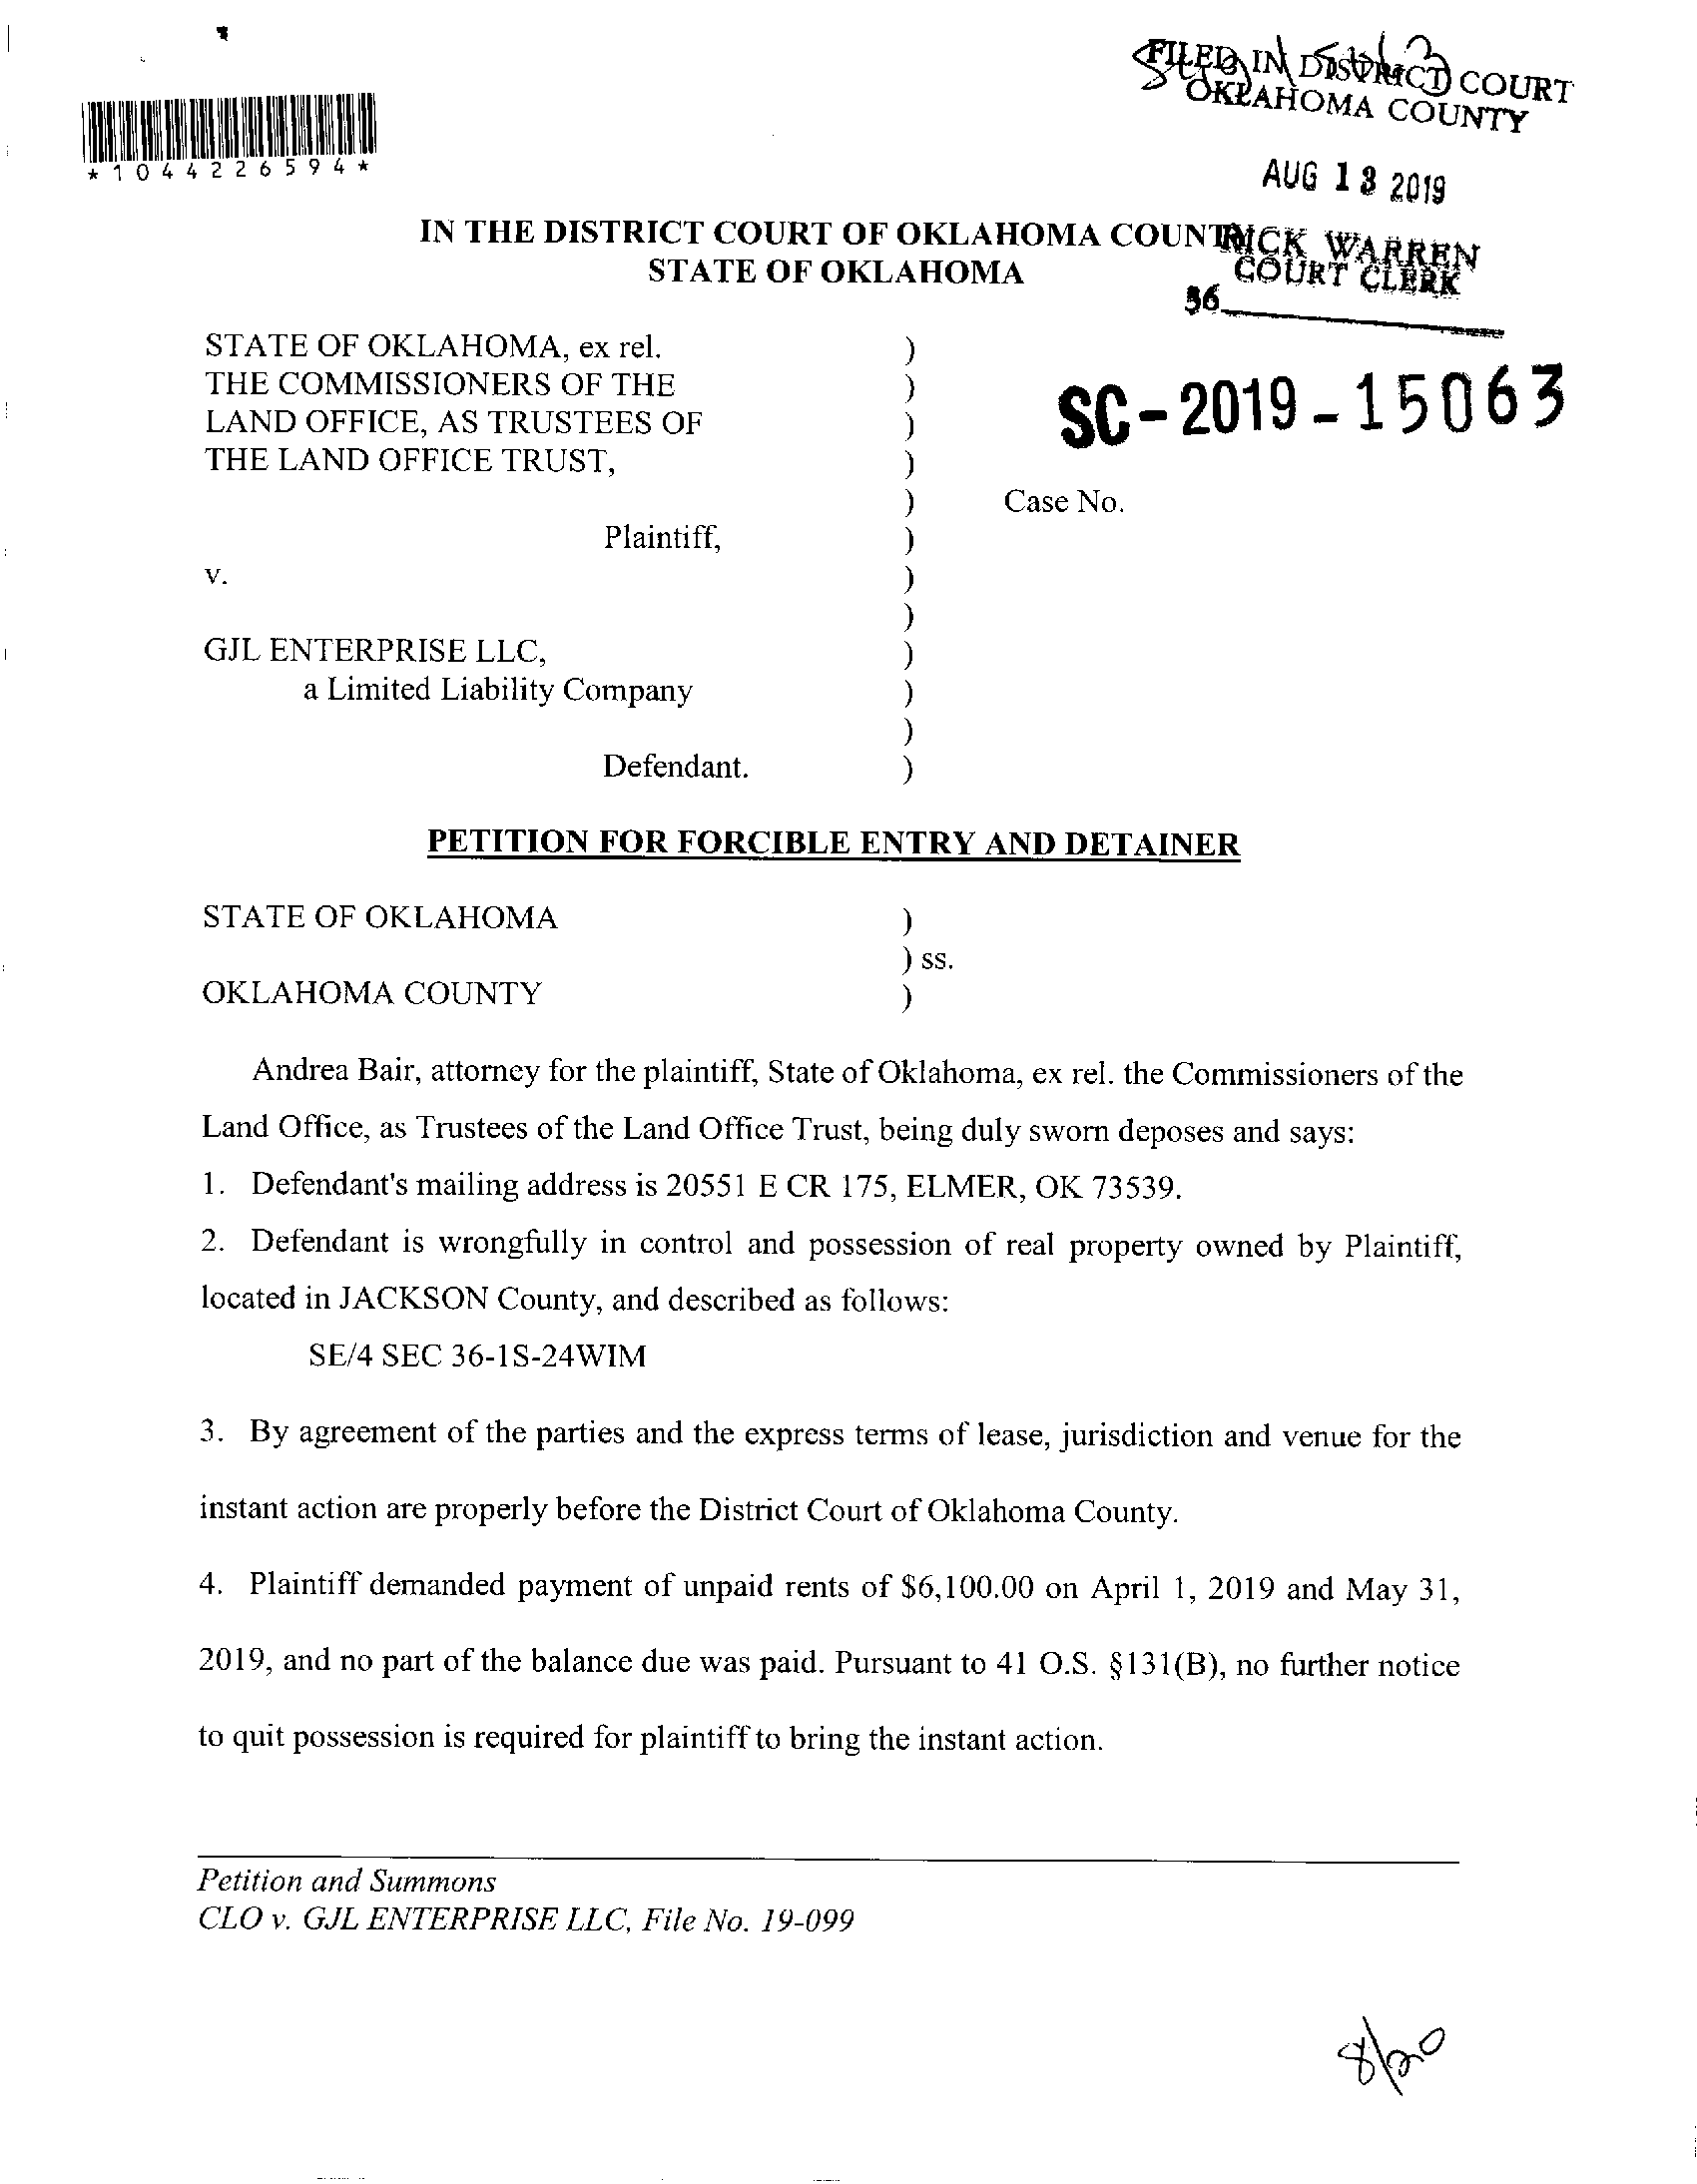 FILED IN DISTRICT COURT
OKLAHOMA COUNTY
*1044226594*
AUG 13 2019
IN THE DISTRICT COURT OF OKLAHOMA COUNTY
RICK WARREN
STATE OF OKLAHOMA
COURT CLERK
36
STATE OF OKLAHOMA, ex rel. )
THE COMMISSIONERS OF THE )
SC-2019-15063
LAND OFFICE, AS TRUSTEES OF )
THE LAND OFFICE TRUST, )
) Case No.
Plaintiff, )
v. )
)
GJL ENTERPRISE LLC, )
a Limited Liability Company )
)
Defendant. )
PETITION FOR FORCIBLE ENTRY AND DETAINER
STATE OF OKLAHOMA )
) ss.
OKLAHOMA COUNTY )
Andrea Bair, attorney for the plaintiff, State of Oklahoma, ex rel. the Commissioners of the
Land Office, as Trustees of the Land Office Trust, being duly sworn deposes and says:
1. Defendant's mailing address is 20551 E CR 175, ELMER, OK 73539.
2. Defendant is wrongfully in control and possession of real property owned by Plaintiff,
located in JACKSON County, and described as follows:
SE/4 SEC 36-1S-24WIM
3. By agreement of the parties and the express terms of lease, jurisdiction and venue for the
instant action are properly before the District Court of Oklahoma County.
4. Plaintiff demanded payment of unpaid rents of $6,100.00 on April 1, 2019 and May 31,
2019, and no part of the balance due was paid. Pursuant to 41 O.S. §131(B), no further notice
to quit possession is required for plaintiff to bring the instant action.
Petition and Summons
CLO v. GJL ENTERPRISE LLC, File No. 19-099
8/20